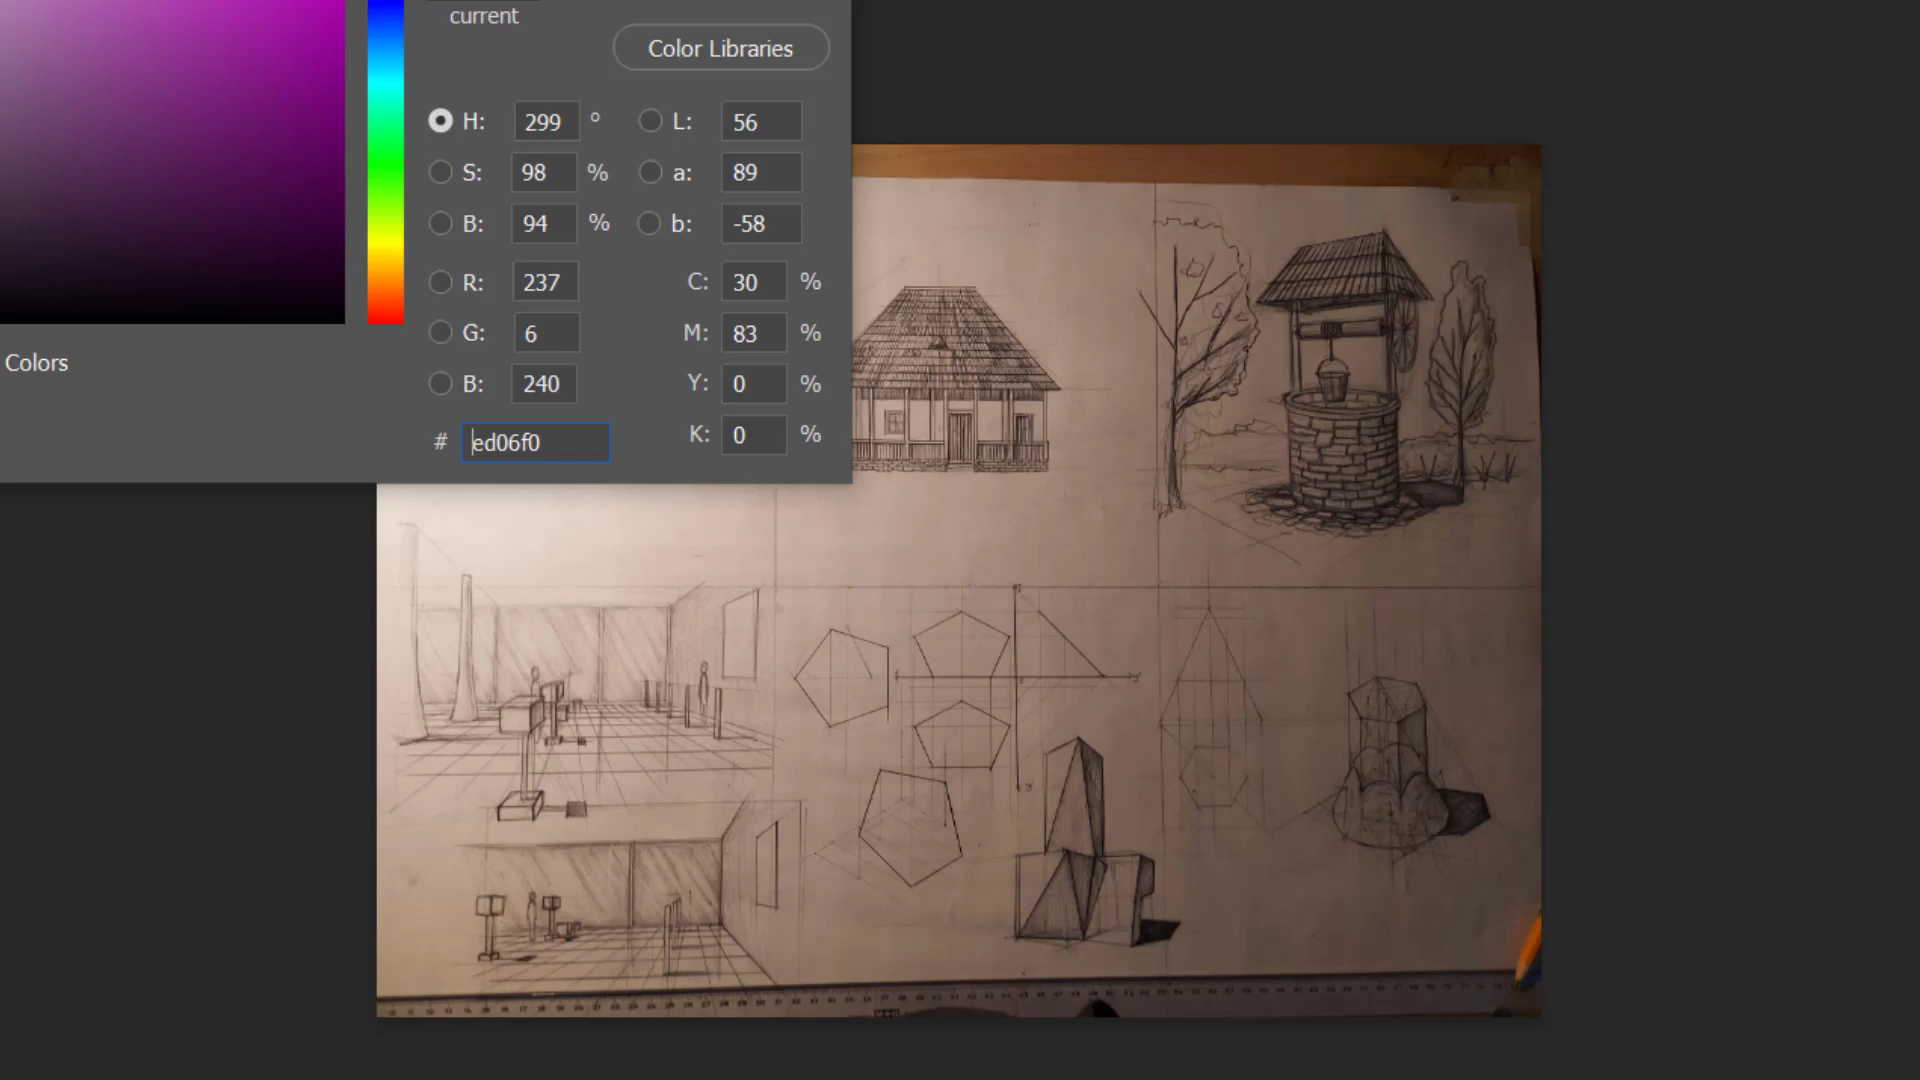 current
Color Libraries
H: 299 °
L: 56
S: 98 %
a: 89
B: 94 %
b: -58
R: 237
C: 30 %
G: 6
M: 83 %
B: 240
Y: 0 %
# ed06f0
K: 0 %
Colors